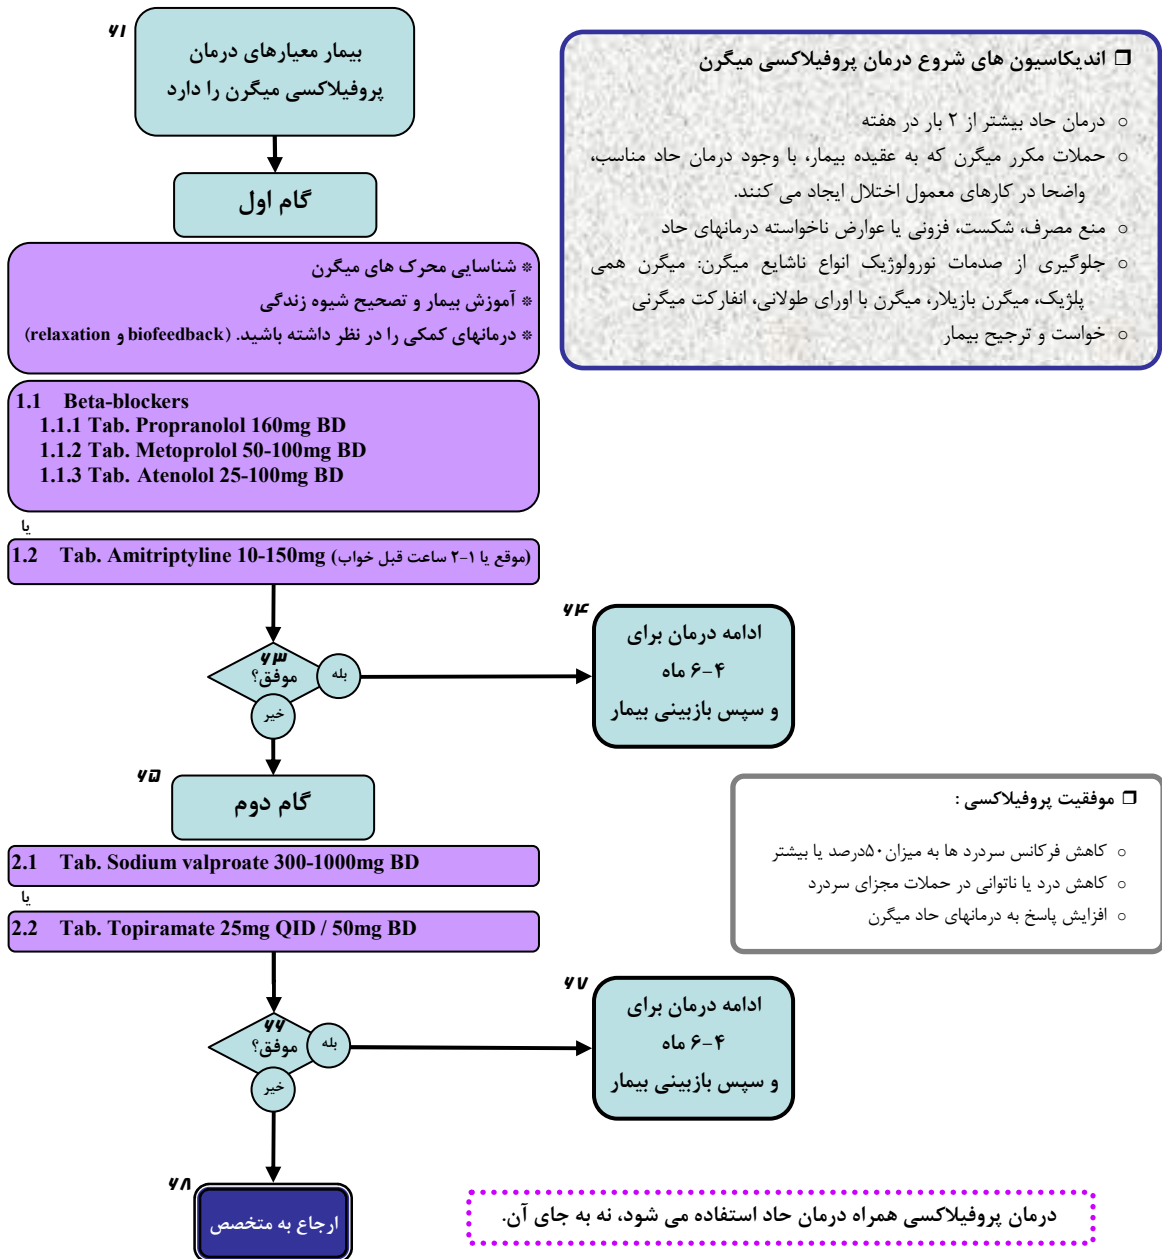 ۶۱
بیمار معیارهای درمان
پروفیلاکسی میگرن را دارد
گام اول
* شناسایی محرک های میگرن
* آموزش بیمار و تصحیح شیوه زندگی
* درمانهای کمکی را در نظر داشته باشید. (biofeedback و relaxation)
1.1 Beta-blockers
1.1.1 Tab. Propranolol 160mg BD
1.1.2 Tab. Metoprolol 50-100mg BD
1.1.3 Tab. Atenolol 25-100mg BD
یا
1.2 Tab. Amitriptyline 10-150mg (موقع یا ۱-۲ ساعت قبل خواب)
۶۳
موفق؟
بله
خیر
۶۴
ادامه درمان برای
۴-۶ ماه
و سپس بازبینی بیمار
۶۵
گام دوم
2.1 Tab. Sodium valproate 300-1000mg BD
یا
2.2 Tab. Topiramate 25mg QID / 50mg BD
۶۶
موفق؟
بله
خیر
۶۷
ادامه درمان برای
۴-۶ ماه
و سپس بازبینی بیمار
۶۸
ارجاع به متخصص
❒ اندیکاسیون های شروع درمان پروفیلاکسی میگرن
○ درمان حاد بیشتر از ۲ بار در هفته
○ حملات مکرر میگرن که به عقیده بیمار، با وجود درمان حاد مناسب،
واضحا در کارهای معمول اختلال ایجاد می کنند.
○ منع مصرف، شکست، فزونی یا عوارض ناخواسته درمانهای حاد
○ جلوگیری از صدمات نورولوژیک انواع ناشایع میگرن: میگرن همی
پلژیک، میگرن بازیلار، میگرن با اورای طولانی، انفارکت میگرنی
○ خواست و ترجیح بیمار
❒ موفقیت پروفیلاکسی :
○ کاهش فرکانس سردرد ها به میزان ۵۰درصد یا بیشتر
○ کاهش درد یا ناتوانی در حملات مجزای سردرد
○ افزایش پاسخ به درمانهای حاد میگرن
درمان پروفیلاکسی همراه درمان حاد استفاده می شود، نه به جای آن.